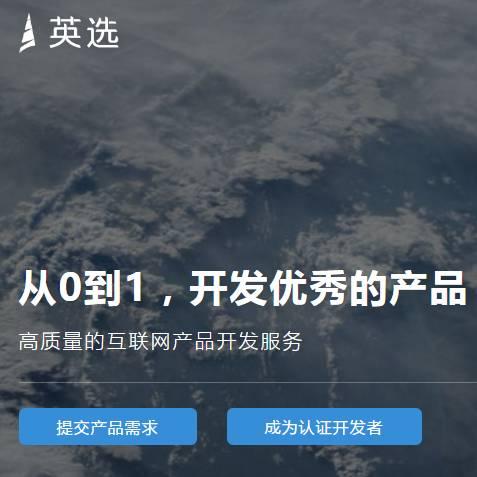 英选
从0到1，开发优秀的产品
高质量的互联网产品开发服务
提交产品需求
成为认证开发者